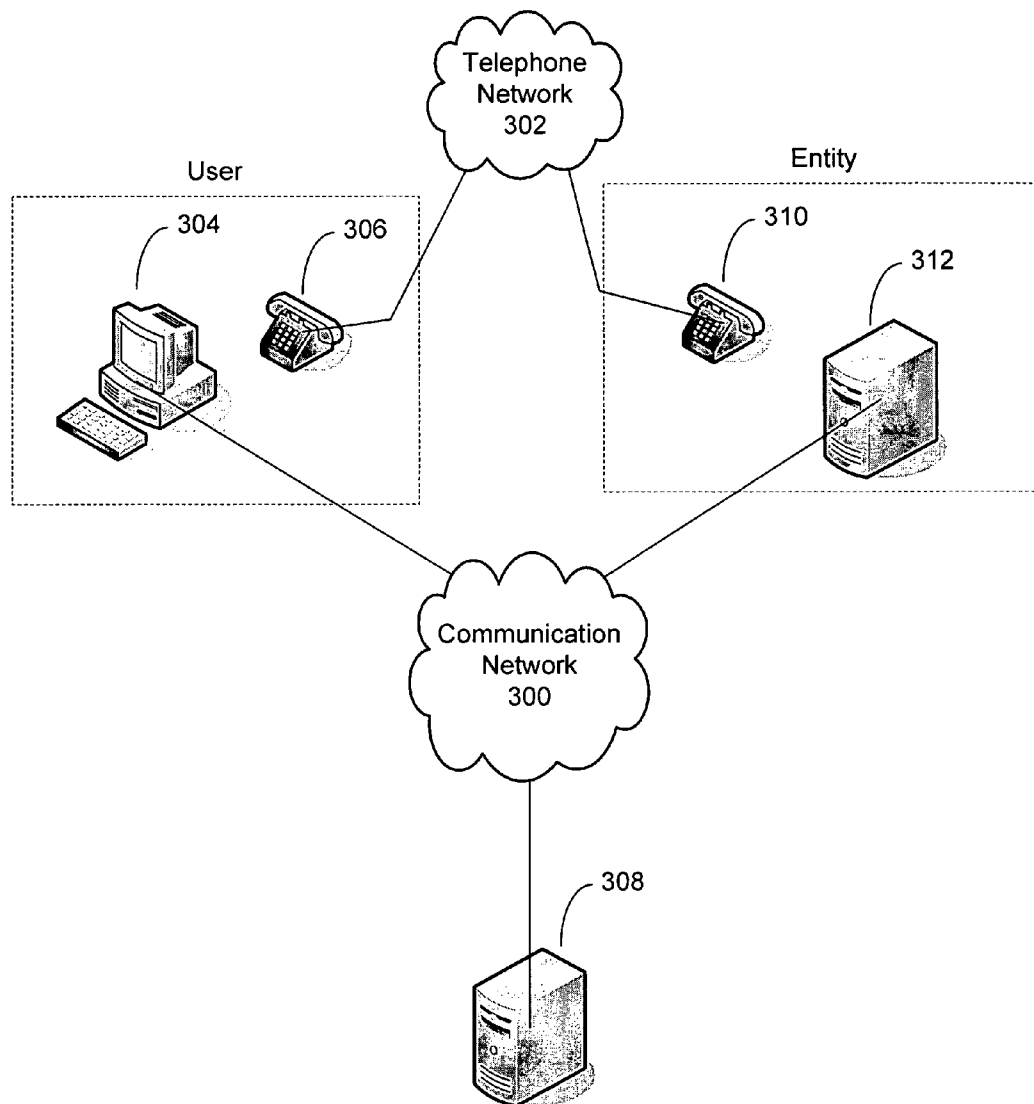 Telephone
Network
302
User
Entity
304
306
310
312
Communication
Network
300
308